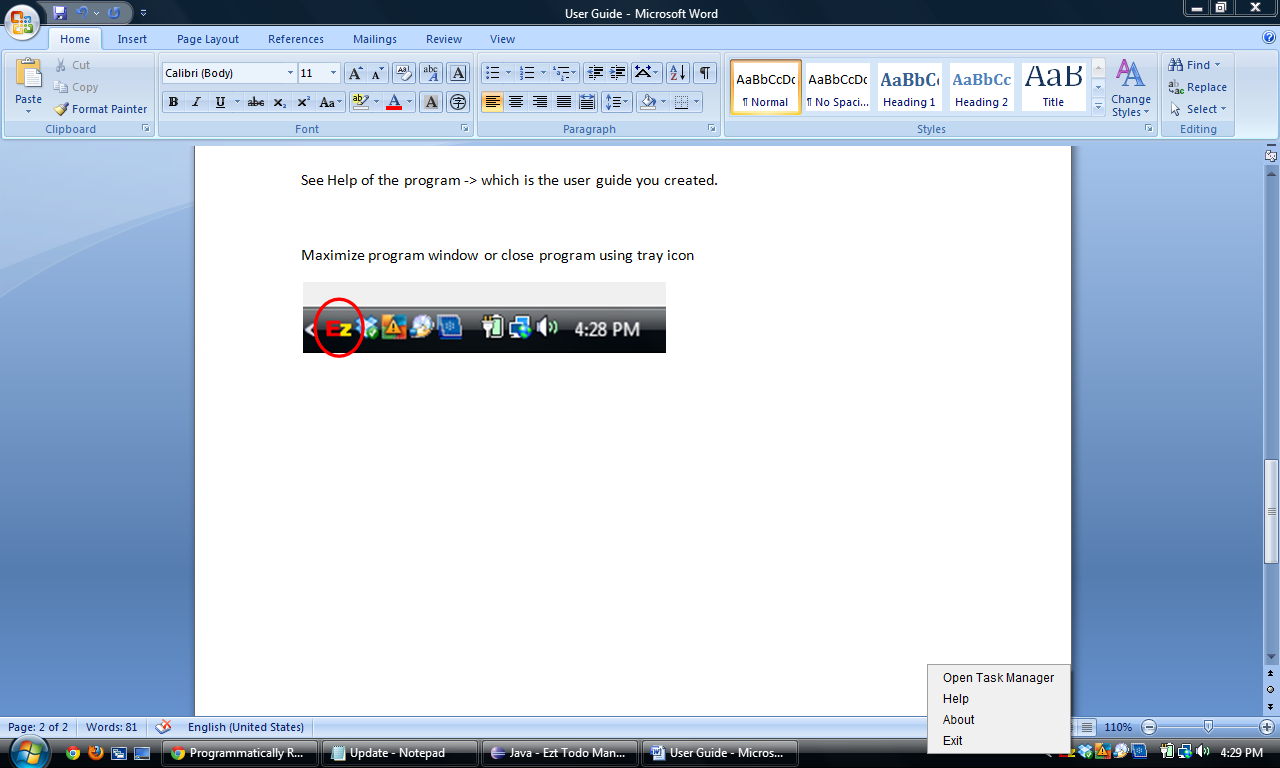 User Guide - Microsoft Word
Home Insert Page Layout References Mailings Review View
Paste
Cut
Copy
Format Painter
Clipboard
Calibri (Body) 11
Font
Paragraph
AaBbCcDc AaBbCcDc AaBbC AaBbCc AaB
¶ Normal ¶ No Spaci... Heading 1 Heading 2 Title
Change Styles
Styles
Find
Replace
Select
Editing
See Help of the program -> which is the user guide you created.
Maximize program window or close program using tray icon
Ez 4:28 PM
Open Task Manager
Help
About
Exit
Page: 2 of 2 Words: 81 English (United States) 110%
Programmatically R... Update - Notepad Java - Ezt Todo Man... User Guide - Micros... 4:29 PM